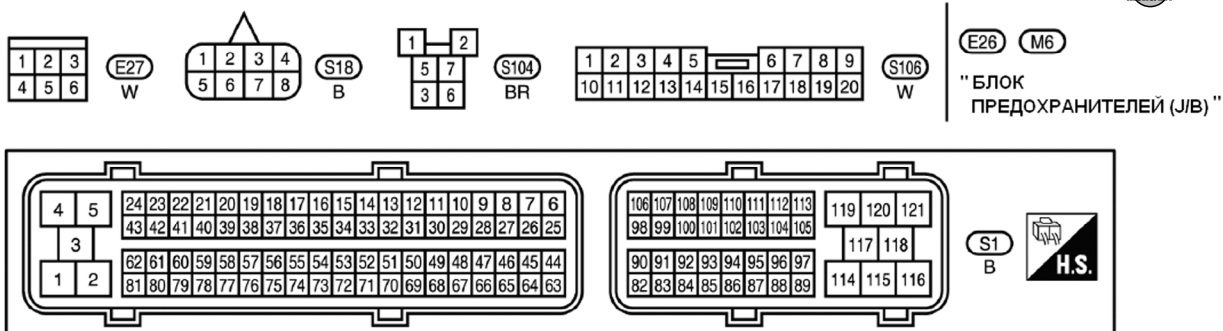 1 2 3
4 5 6
E27
W
1 2 3 4
5 6 7 8
S18
B
1 2
5 7
3 6
S104
BR
1 2 3 4 5 6 7 8 9
10 11 12 13 14 15 16 17 18 19 20
S106
W
E26 M6
"БЛОК
ПРЕДОХРАНИТЕЛЕЙ (J/B)"
4 5
3
1 2
24 23 22 21 20 19 18 17 16 15 14 13 12 11 10 9 8 7 6
43 42 41 40 39 38 37 36 35 34 33 32 31 30 29 28 27 26 25
62 61 60 59 58 57 56 55 54 53 52 51 50 49 48 47 46 45 44
81 80 79 78 77 76 75 74 73 72 71 70 69 68 67 66 65 64 63
106 107 108 109 110 111 112 113
98 99 100 101 102 103 104 105
90 91 92 93 94 95 96 97
82 83 84 85 86 87 88 89
119 120 121
117 118
114 115 116
S1
B
H.S.